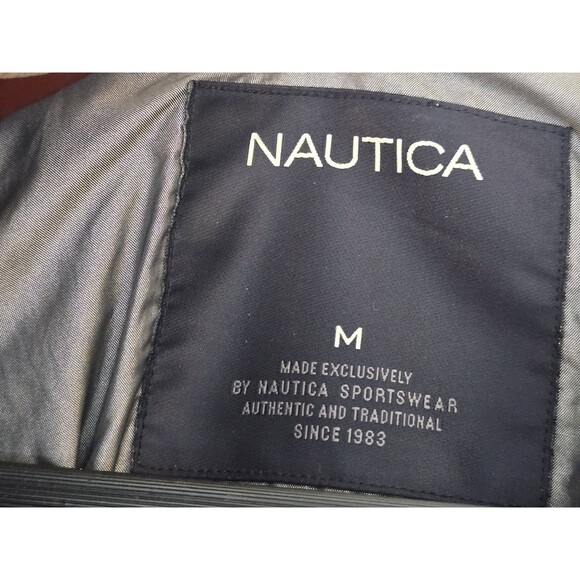 NAUTICA
M
MADE EXCLUSIVELY
BY NAUTICA SPORTSWEAR
AUTHENTIC AND TRADITIONAL
SINCE 1983